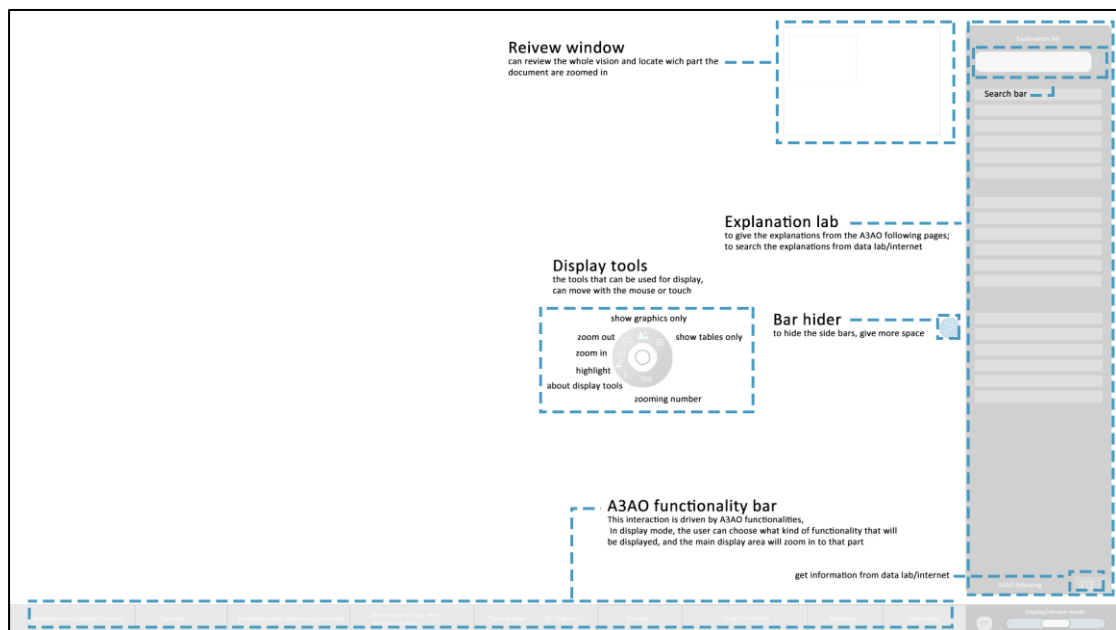 Reivew window
can review the whole vision and locate wich part the
document are zoomed in
Explanation lab
Search bar
Explanation lab
to give the explanations from the A3AO following pages;
to search the explanations from data lab/internet
Display tools
the tools that can be used for display,
can move with the mouse or touch
show graphics only
zoom out
show tables only
zoom in
highlight
about display tools
zooming number
Bar hider
to hide the side bars, give more space
A3AO functionality bar
This interaction is driven by A3AO functionalities,
In display mode, the user can choose what kind of functionality that will
be displayed, and the main display area will zoom in to that part
get information from data lab/internet
A3AO following
Display/review mode